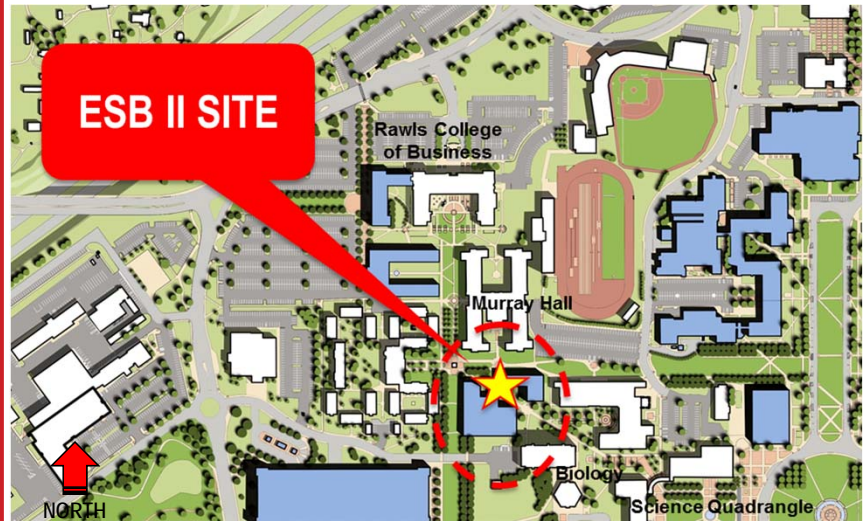 ESB II SITE
Rawls College
of Business
Murray Hall
Biology
Science Quadrangle
NORTH